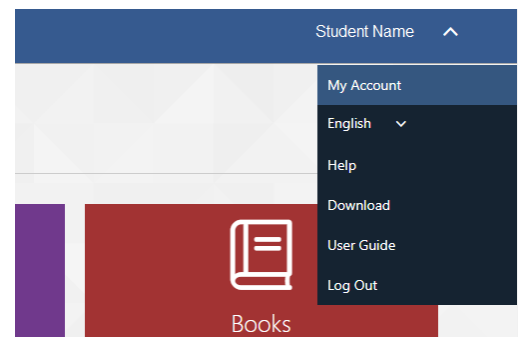 Student Name
My Account
English
Help
Download
User Guide
Log Out
Books